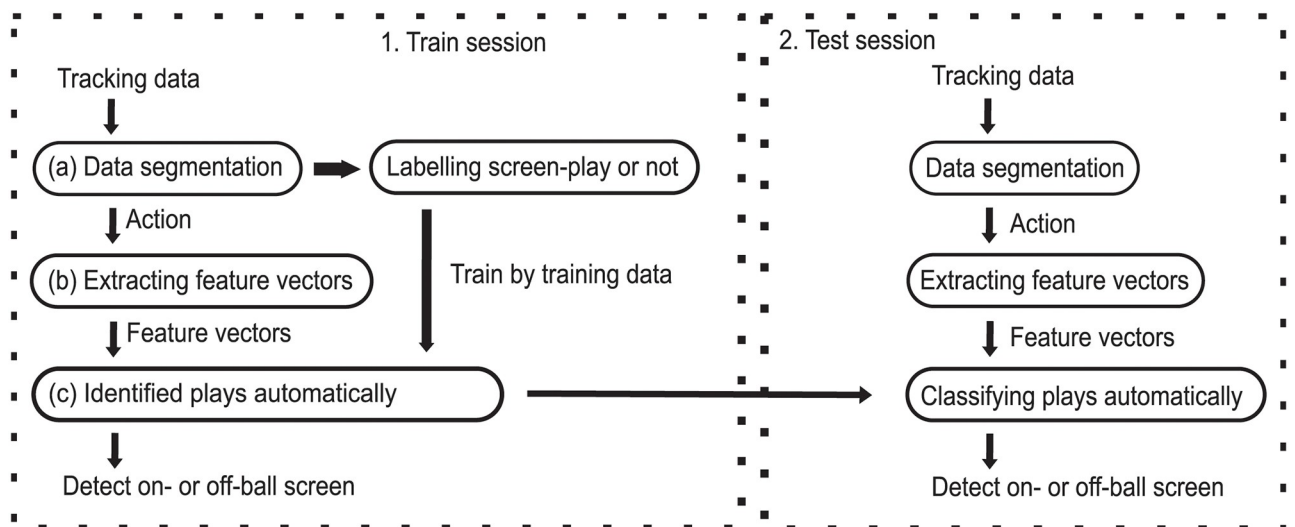 1. Train session
Tracking data
(a) Data segmentation
Labelling screen-play or not
Action
(b) Extracting feature vectors
Train by training data
Feature vectors
(c) Identified plays automatically
Detect on- or off-ball screen
2. Test session
Tracking data
Data segmentation
Action
Extracting feature vectors
Feature vectors
Classifying plays automatically
Detect on- or off-ball screen